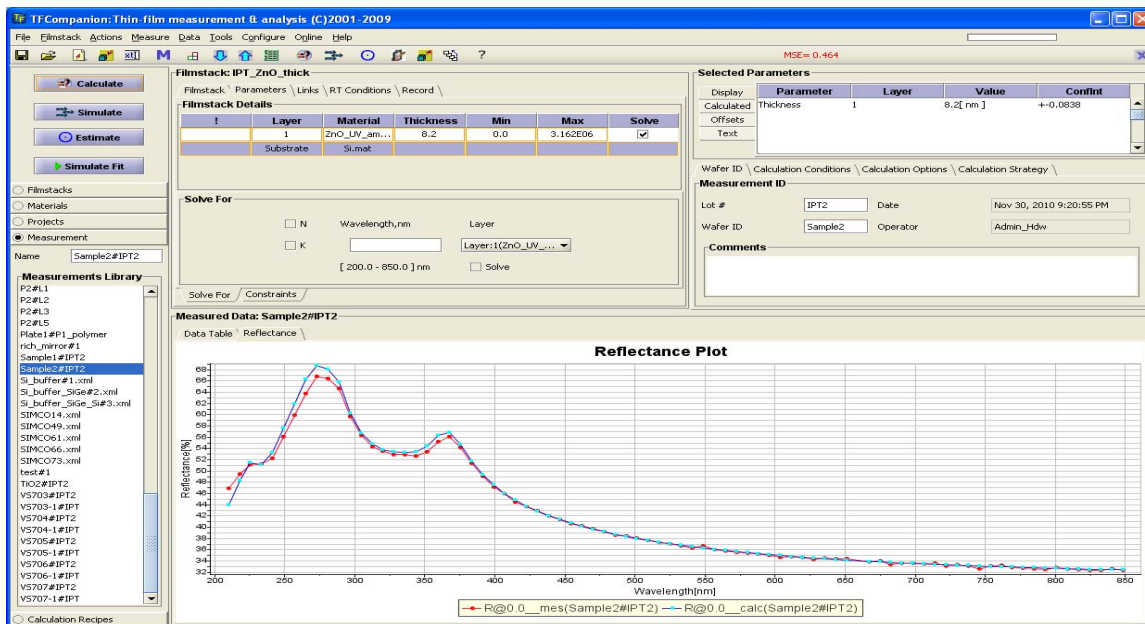 TFCompanion: Thin-film measurement & analysis (C)2001-2009
File Filmstack Actions Measure Data Tools Configure Online Help
MSE= 0.464
Calculate
Simulate
Estimate
Simulate Fit
Filmstacks
Materials
Projects
Measurement
Name Sample2#IPT2
Measurements Library
P2#L1
P2#L2
P2#L3
P2#L5
Plate1#P1_polymer
rich_mirror#1
Sample1#IPT2
Sample2#IPT2
Si_buffer#1.xml
Si_buffer_SiGe#2.xml
Si_buffer_SiGe_Si#3.xml
SIMCO14.xml
SIMCO49.xml
SIMCO61.xml
SIMCO66.xml
SIMCO73.xml
test#1
TiO2#IPT2
VS703#IPT2
VS703-1#IPT
VS704#IPT2
VS704-1#IPT
VS705#IPT2
VS705-1#IPT
VS706#IPT2
VS706-1#IPT
VS707#IPT2
VS707-1#IPT
Calculation Recipes
Filmstack: IPT_ZnO_thick
Filmstack Parameters Links RT Conditions Record
Filmstack Details
! Layer Material Thickness Min Max Solve
1 ZnO_UV_am... 8.2 0.0 3.162E06
Substrate Si.mat
Solve For
N Wavelength,nm Layer
K Layer:1(ZnO_UV_...
[ 200.0 - 850.0 ] nm Solve
Solve For Constraints
Selected Parameters
Display
Calculated
Offsets
Text
Parameter Layer Value ConfInt
Thickness 1 8.2[ nm ] +-0.0838
Wafer ID Calculation Conditions Calculation Options Calculation Strategy
Measurement ID
Lot # IPT2 Date Nov 30, 2010 9:20:55 PM
Wafer ID Sample2 Operator Admin_Hdw
Comments
Measured Data: Sample2#IPT2
Data Table Reflectance
Reflectance Plot
Reflectance[%]
68
66
64
62
60
58
56
54
52
50
48
46
44
42
40
38
36
34
32
200 250 300 350 400 450 500 550 600 650 700 750 800 850
Wavelength[nm]
R@0.0__mes(Sample2#IPT2) R@0.0__calc(Sample2#IPT2)